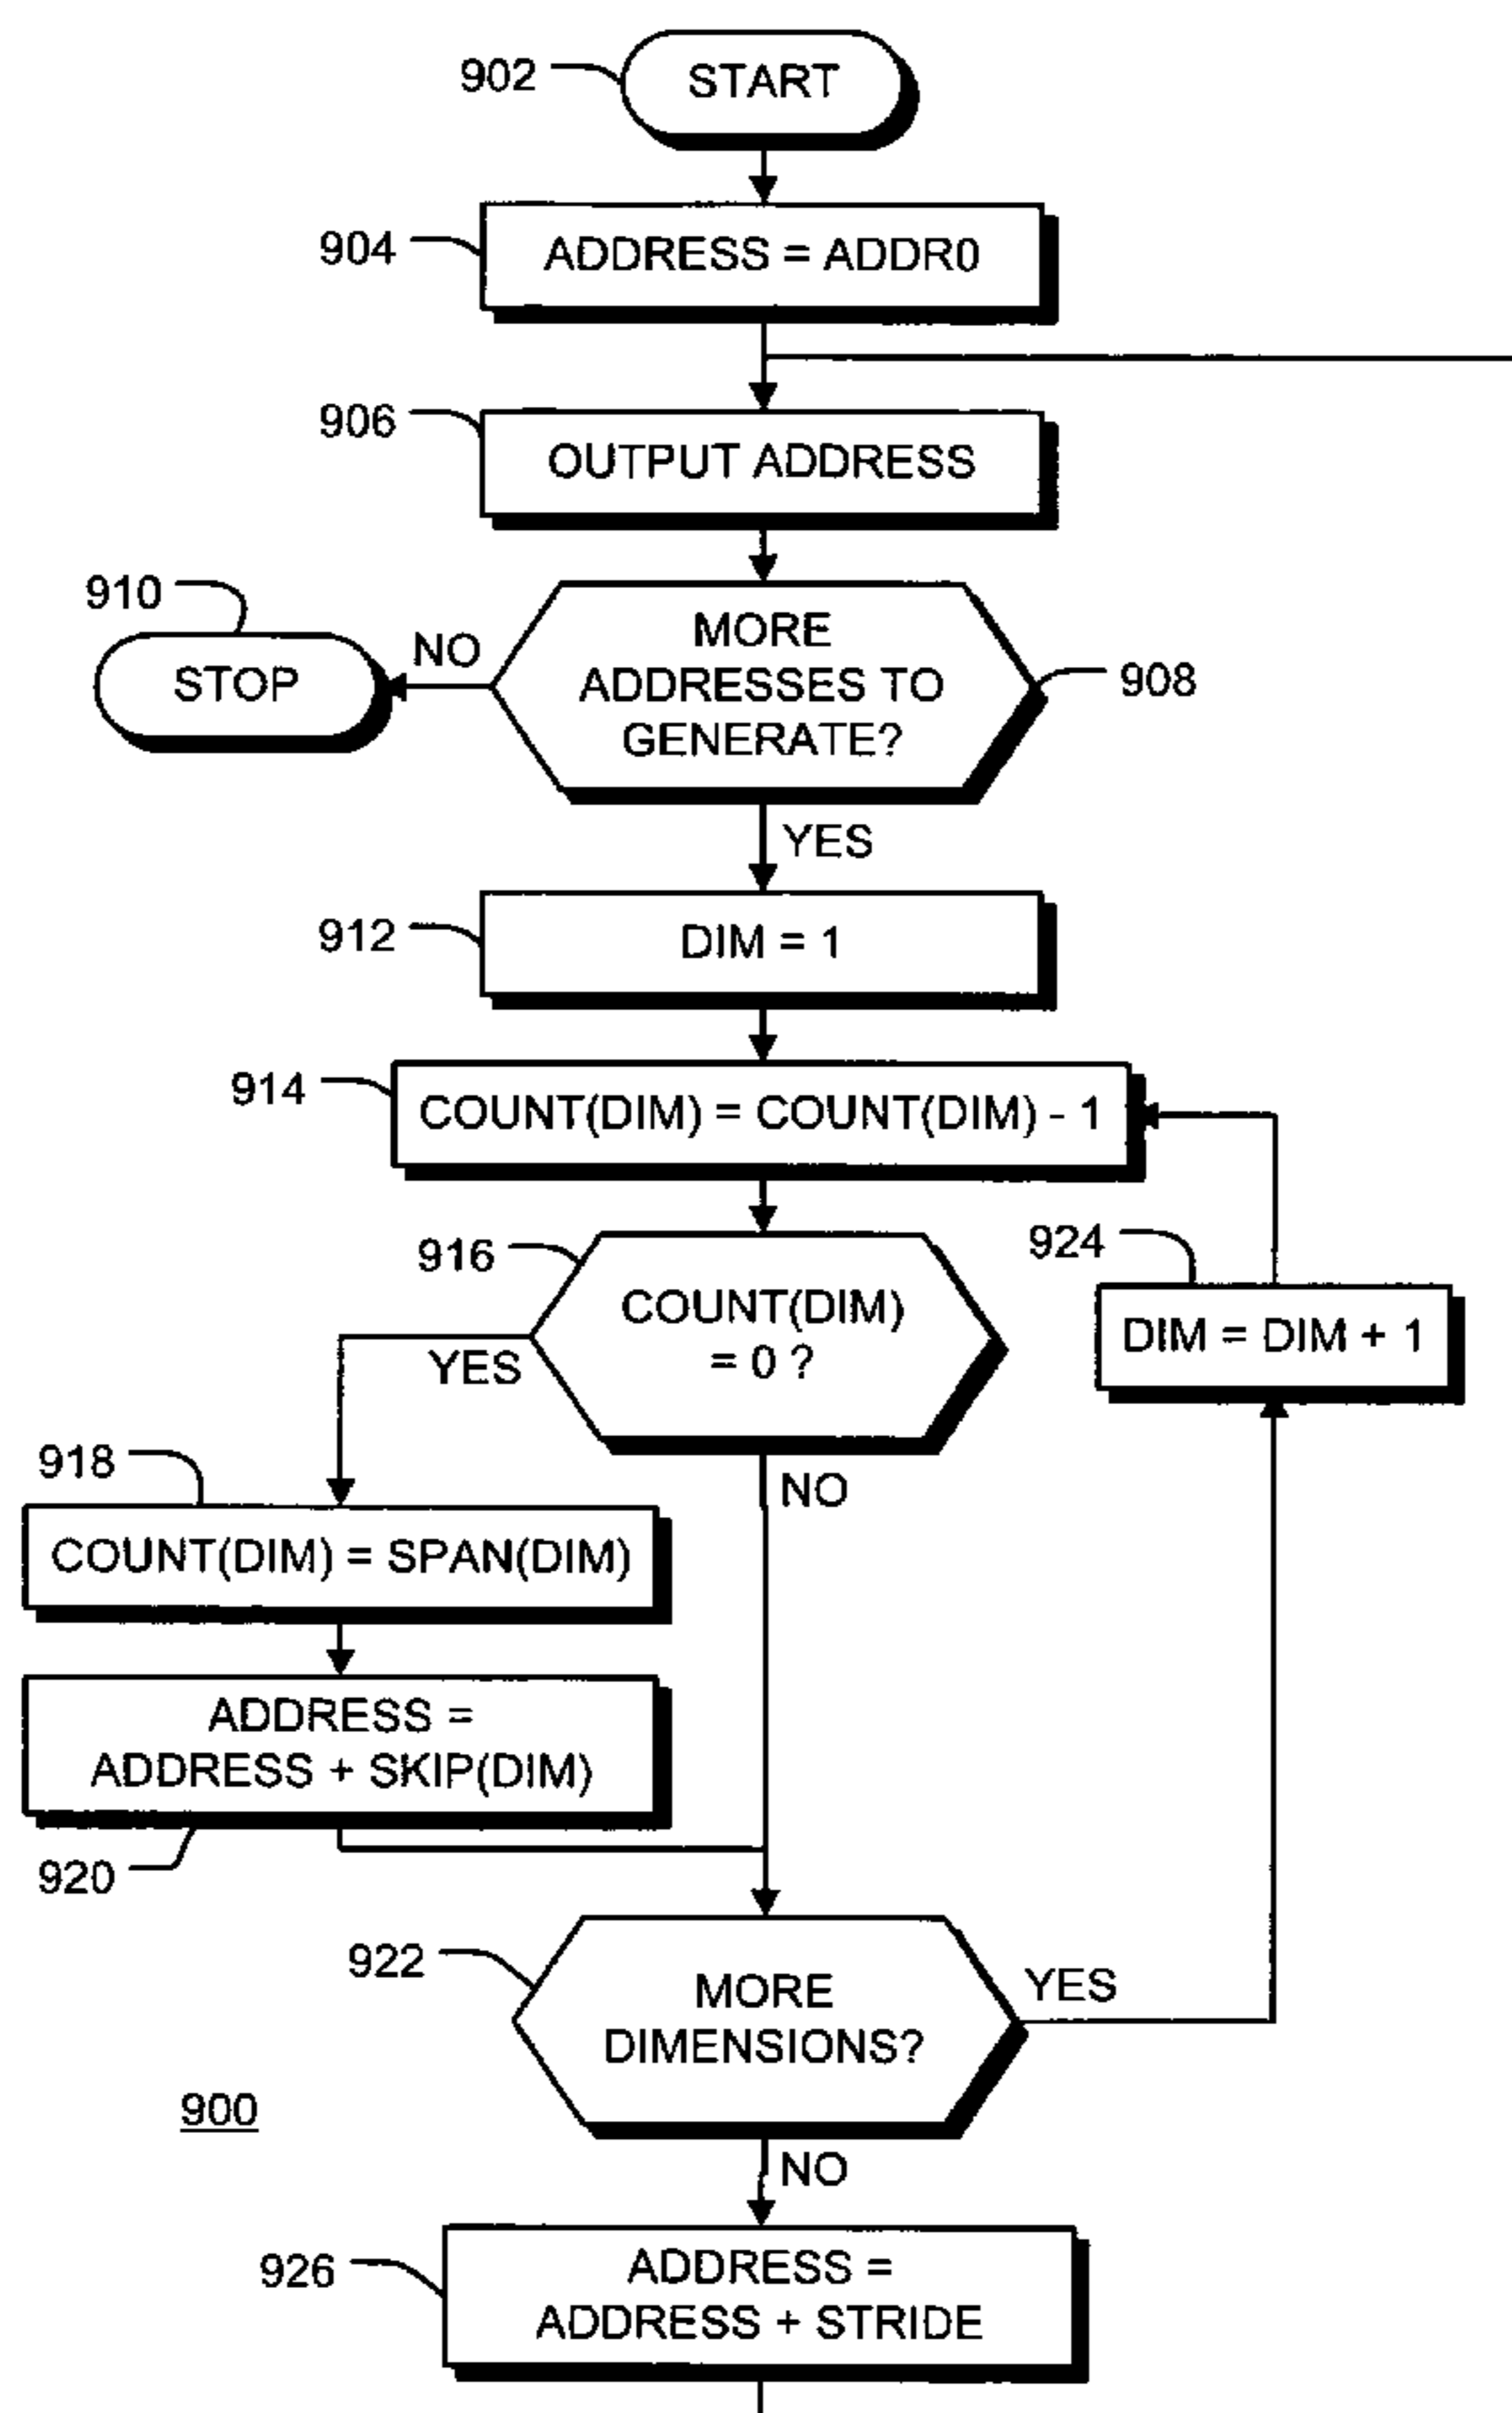 902
START
904
ADDRESS = ADDR0
906
OUTPUT ADDRESS
910
STOP
NO
MORE
ADDRESSES TO
GENERATE?
908
YES
912
DIM = 1
914
COUNT(DIM) = COUNT(DIM) - 1
916
COUNT(DIM)
= 0 ?
924
DIM = DIM + 1
YES
NO
918
COUNT(DIM) = SPAN(DIM)
ADDRESS =
ADDRESS + SKIP(DIM)
920
922
MORE
DIMENSIONS?
YES
900
NO
926
ADDRESS =
ADDRESS + STRIDE